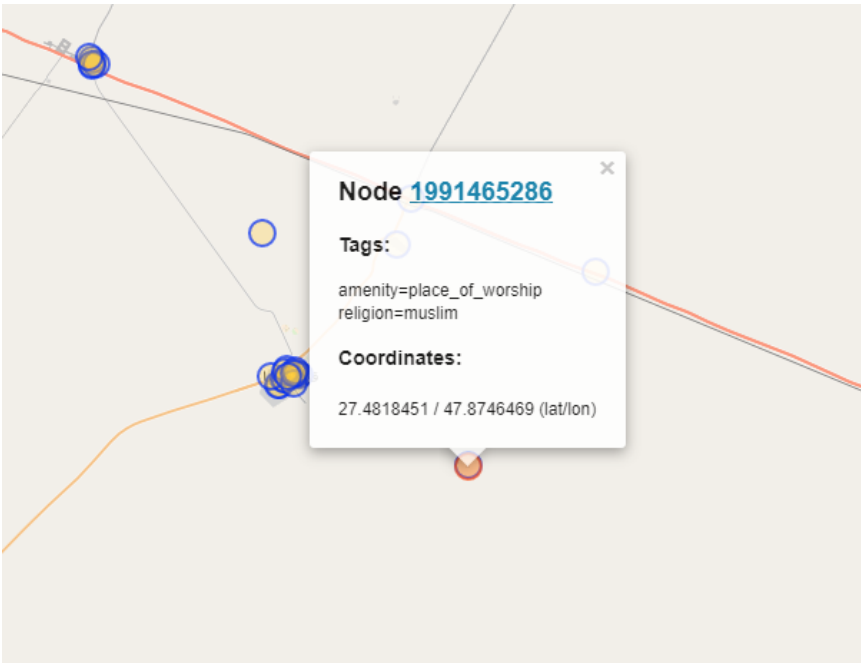 ×
Node 1991465286
Tags:
amenity=place_of_worship
religion=muslim
Coordinates:
27.4818451 / 47.8746469 (lat/lon)